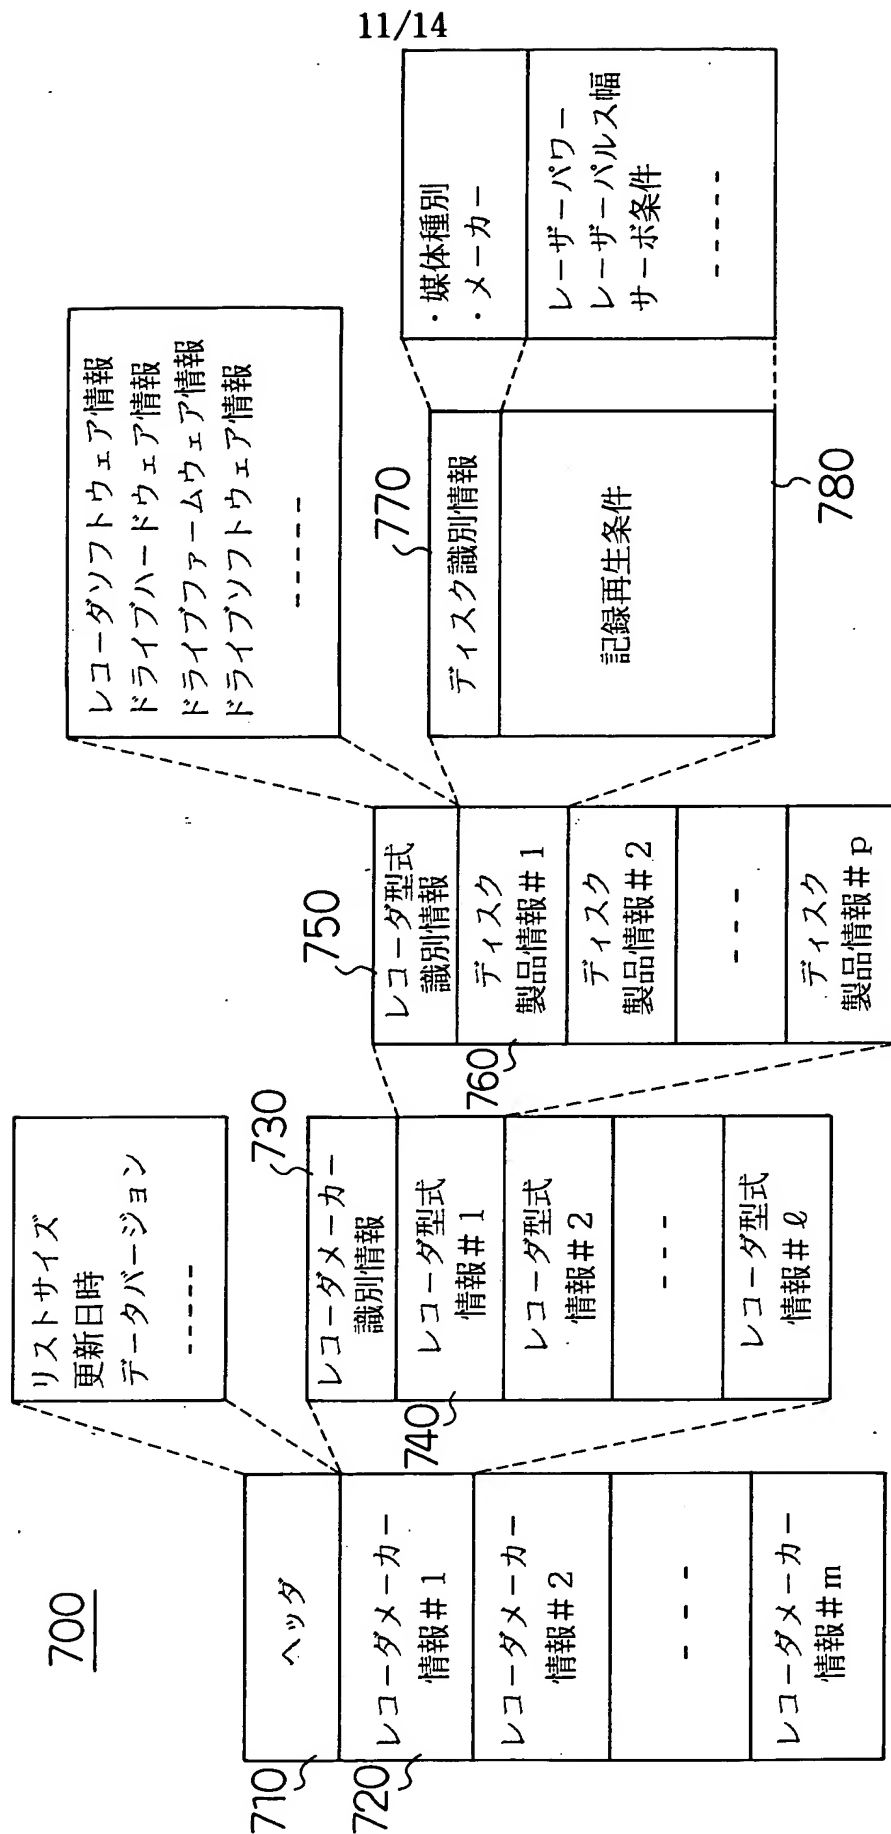 11/14
700
710
ヘッダ
720
レコーダメーカー
情報#1
レコーダメーカー
情報#2
- - -
レコーダメーカー
情報#m
リストサイズ
更新日時
データバージョン
- - - - -
730
レコーダメーカー
識別情報
740
レコーダ型式
情報#1
レコーダ型式
情報#2
- - -
レコーダ型式
情報#ℓ
750
レコーダ型式
識別情報
760
ディスク
製品情報#1
ディスク
製品情報#2
- - -
ディスク
製品情報#p
レコーダソフトウェア情報
ドライブハードウェア情報
ドライブファームウェア情報
ドライブソフトウェア情報
- - - - -
770
ディスク識別情報
記録再生条件
780
・媒体種別
・メーカー
レーザーパワー
レーザーパルス幅
サーボ条件
- - - - -